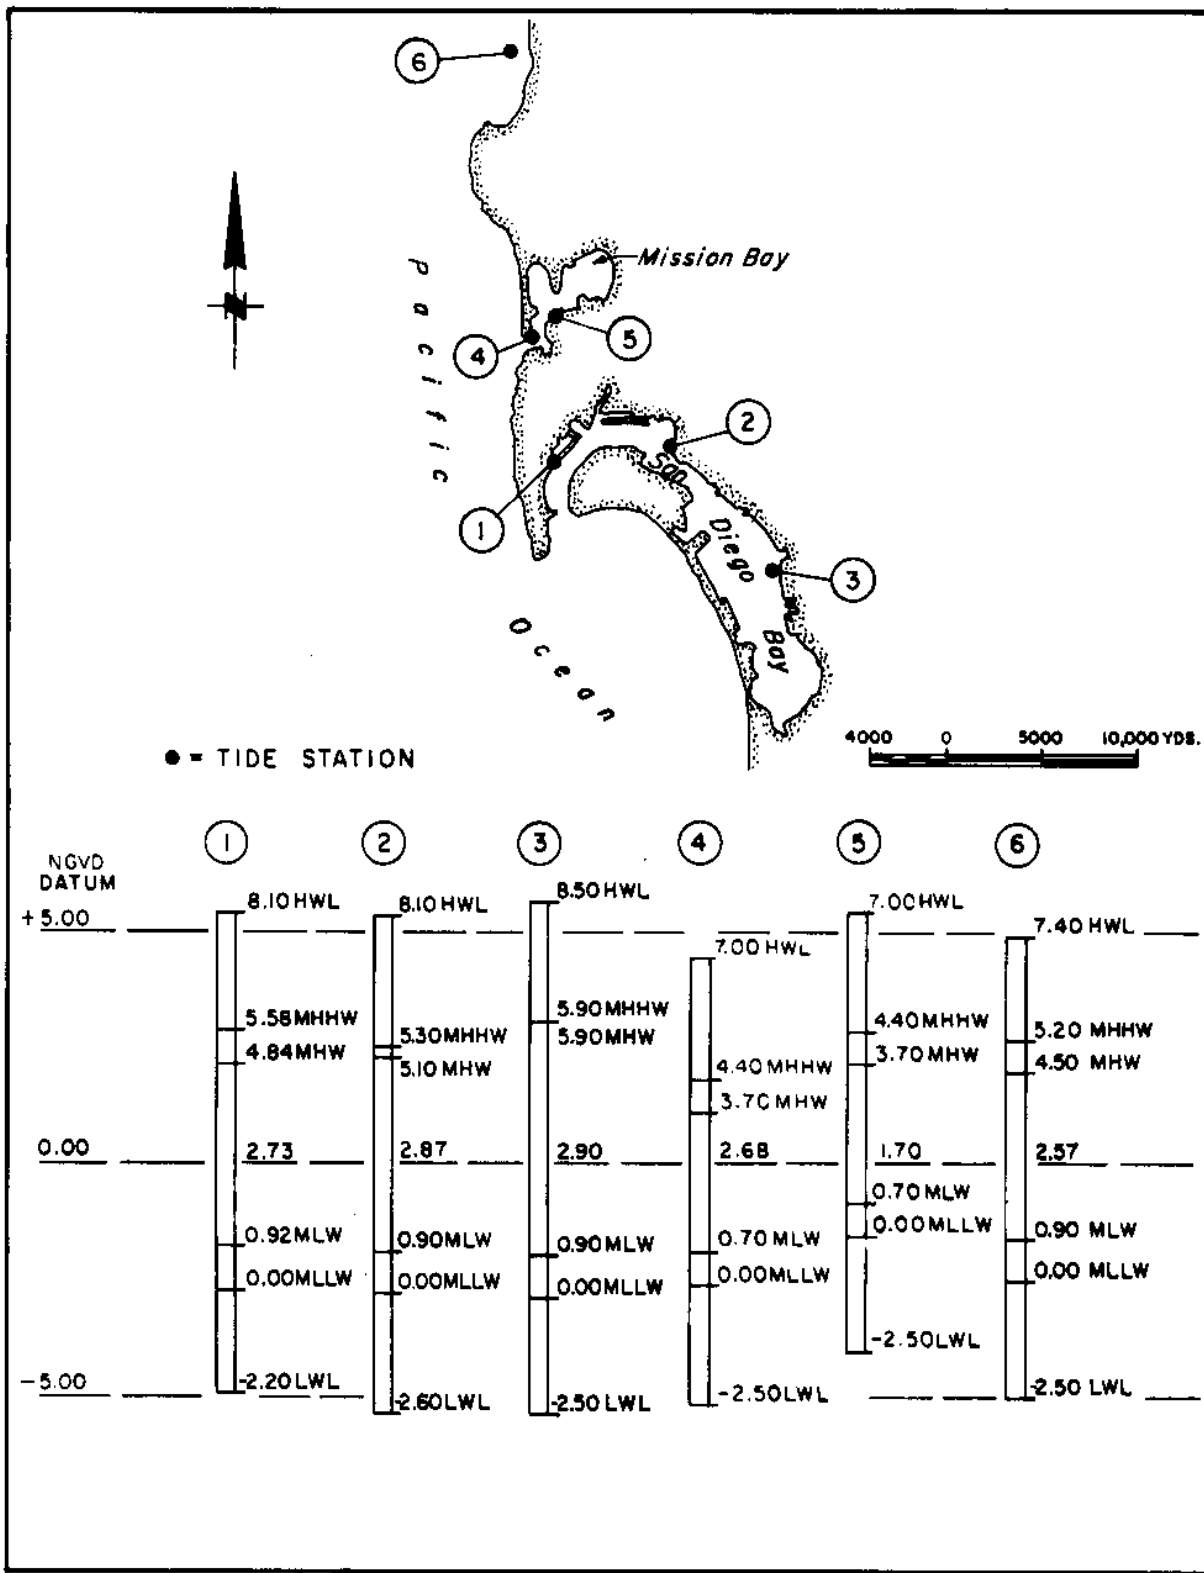 6
Mission Bay
Pacific
4
5
2
San
1
Diego
3
Ocean
Bay
● = TIDE STATION
4000 0 5000 10,000 YDS.
1 2 3 4 5 6
NGVD
DATUM
+5.00
0.00
-5.00
8.10 HWL
5.58 MHHW
4.84 MHW
2.73
0.92 MLW
0.00 MLLW
-2.20 LWL
8.10 HWL
5.30 MHHW
5.10 MHW
2.87
0.90 MLW
0.00 MLLW
-2.60 LWL
8.50 HWL
5.90 MHHW
5.90 MHW
2.90
0.90 MLW
0.00 MLLW
-2.50 LWL
7.00 HWL
4.40 MHHW
3.70 MHW
2.68
0.70 MLW
0.00 MLLW
-2.50 LWL
7.00 HWL
4.40 MHHW
3.70 MHW
1.70
0.70 MLW
0.00 MLLW
-2.50 LWL
7.40 HWL
5.20 MHHW
4.50 MHW
2.57
0.90 MLW
0.00 MLLW
-2.50 LWL